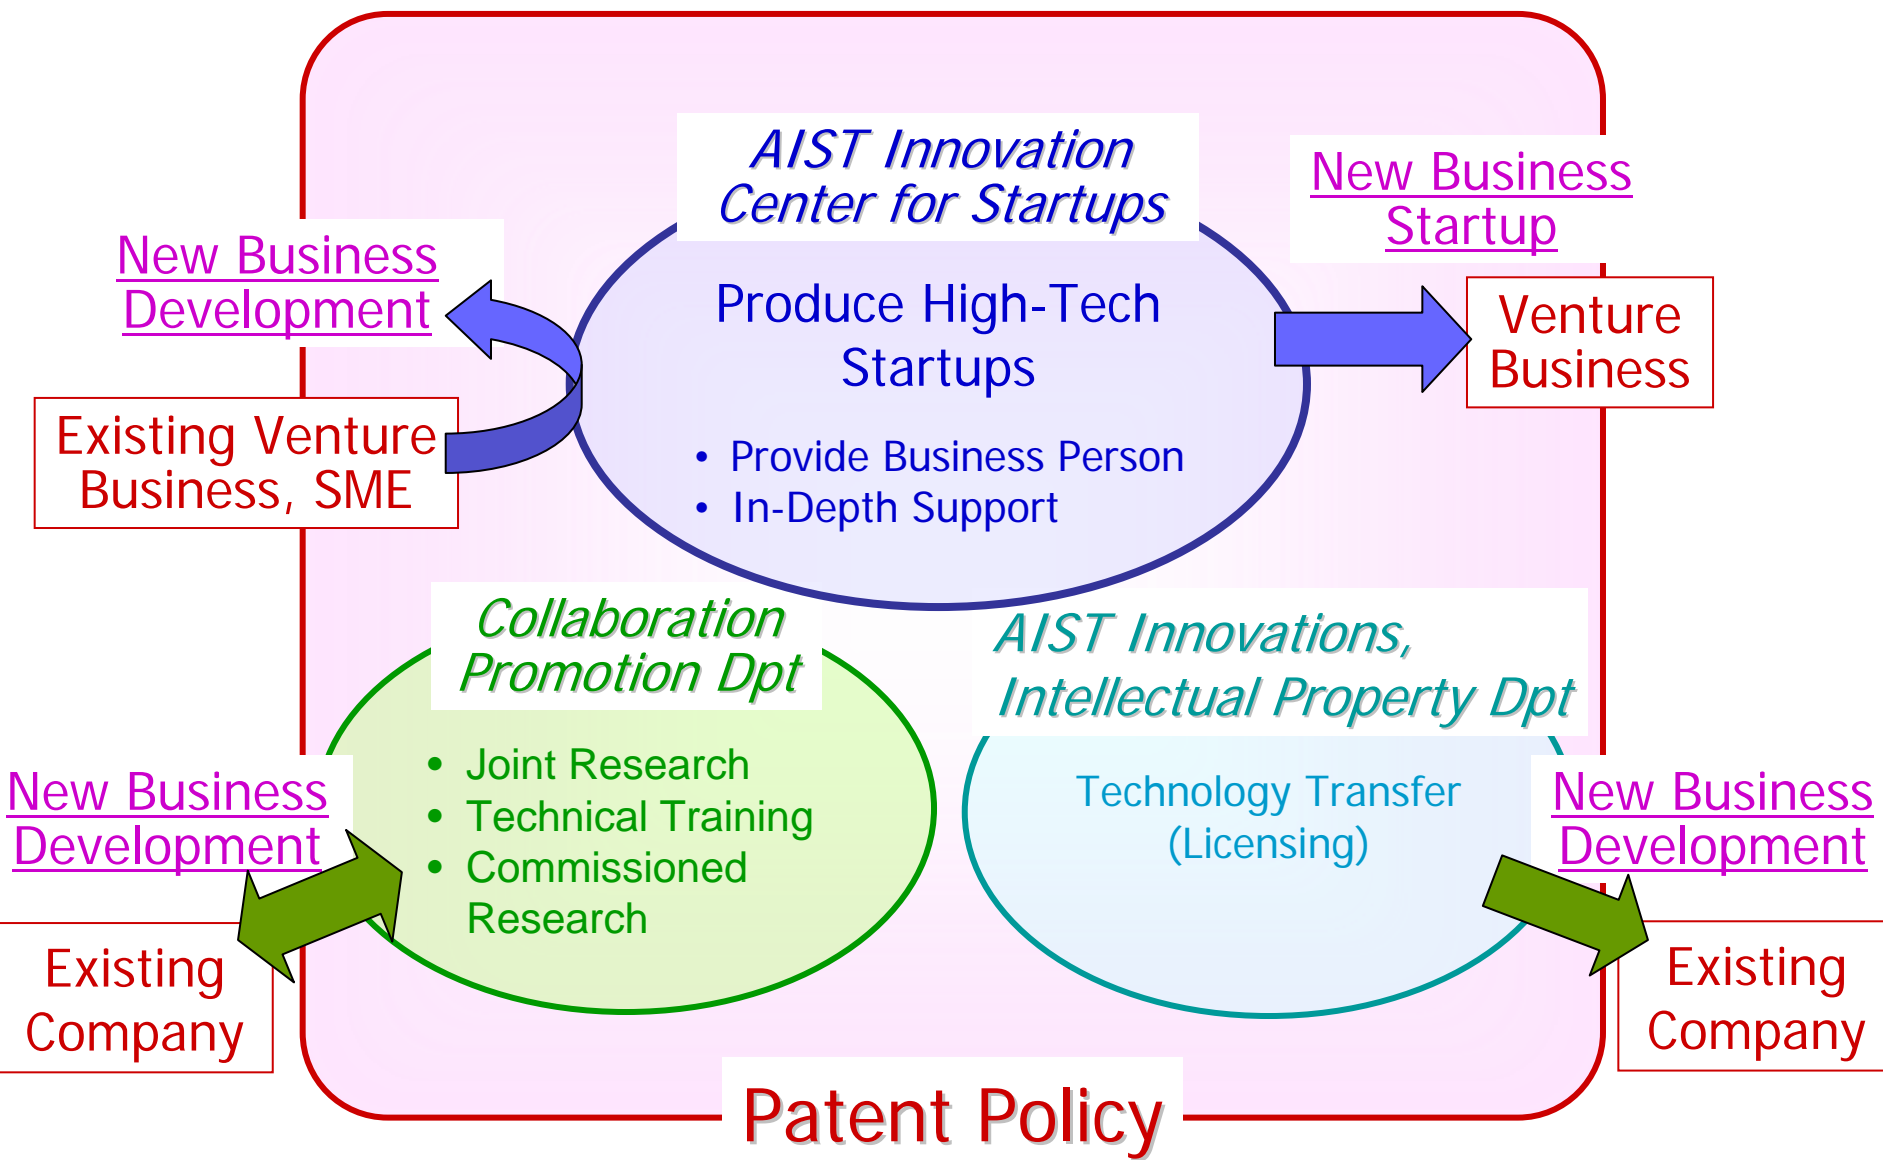 AIST Innovation
Center for Startups
New Business
Startup
New Business
Development
Produce High-Tech
Startups
Venture
Business
Existing Venture
Business, SME
• Provide Business Person
• In-Depth Support
Collaboration
Promotion Dpt
AIST Innovations,
Intellectual Property Dpt
• Joint Research
• Technical Training
• Commissioned
Research
Technology Transfer
(Licensing)
New Business
Development
New Business
Development
Existing
Company
Existing
Company
Patent Policy